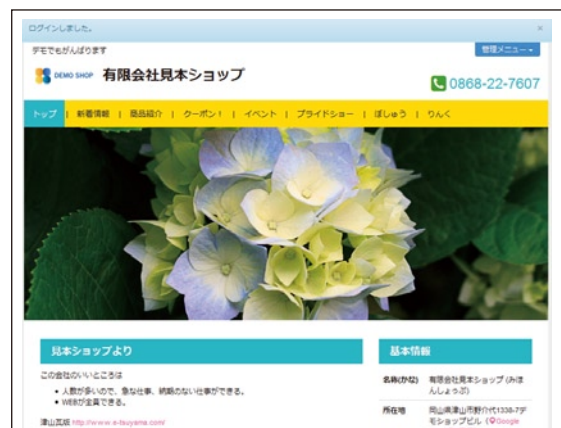 ログインしました。 ×
デモでもがんばります
管理メニュー
DEMO SHOP 有限会社見本ショップ
0868-22-7607
トップ | 新着情報 | 商品紹介 | クーポン! | イベント | ブライドショー | ぼしゅう | りんく
見本ショップより
この会社のいいところは
• 人数が多いので、急な仕事、納期のない仕事ができる。
• WEBが全員できる。
津山瓦版 http://www.e-tsuyama.com/
基本情報
名称(かな) 有限会社見本ショップ (みほ
んしょっぷ)
所在地 岡山県津山市野介代1338-7デ
モショップビル (Google